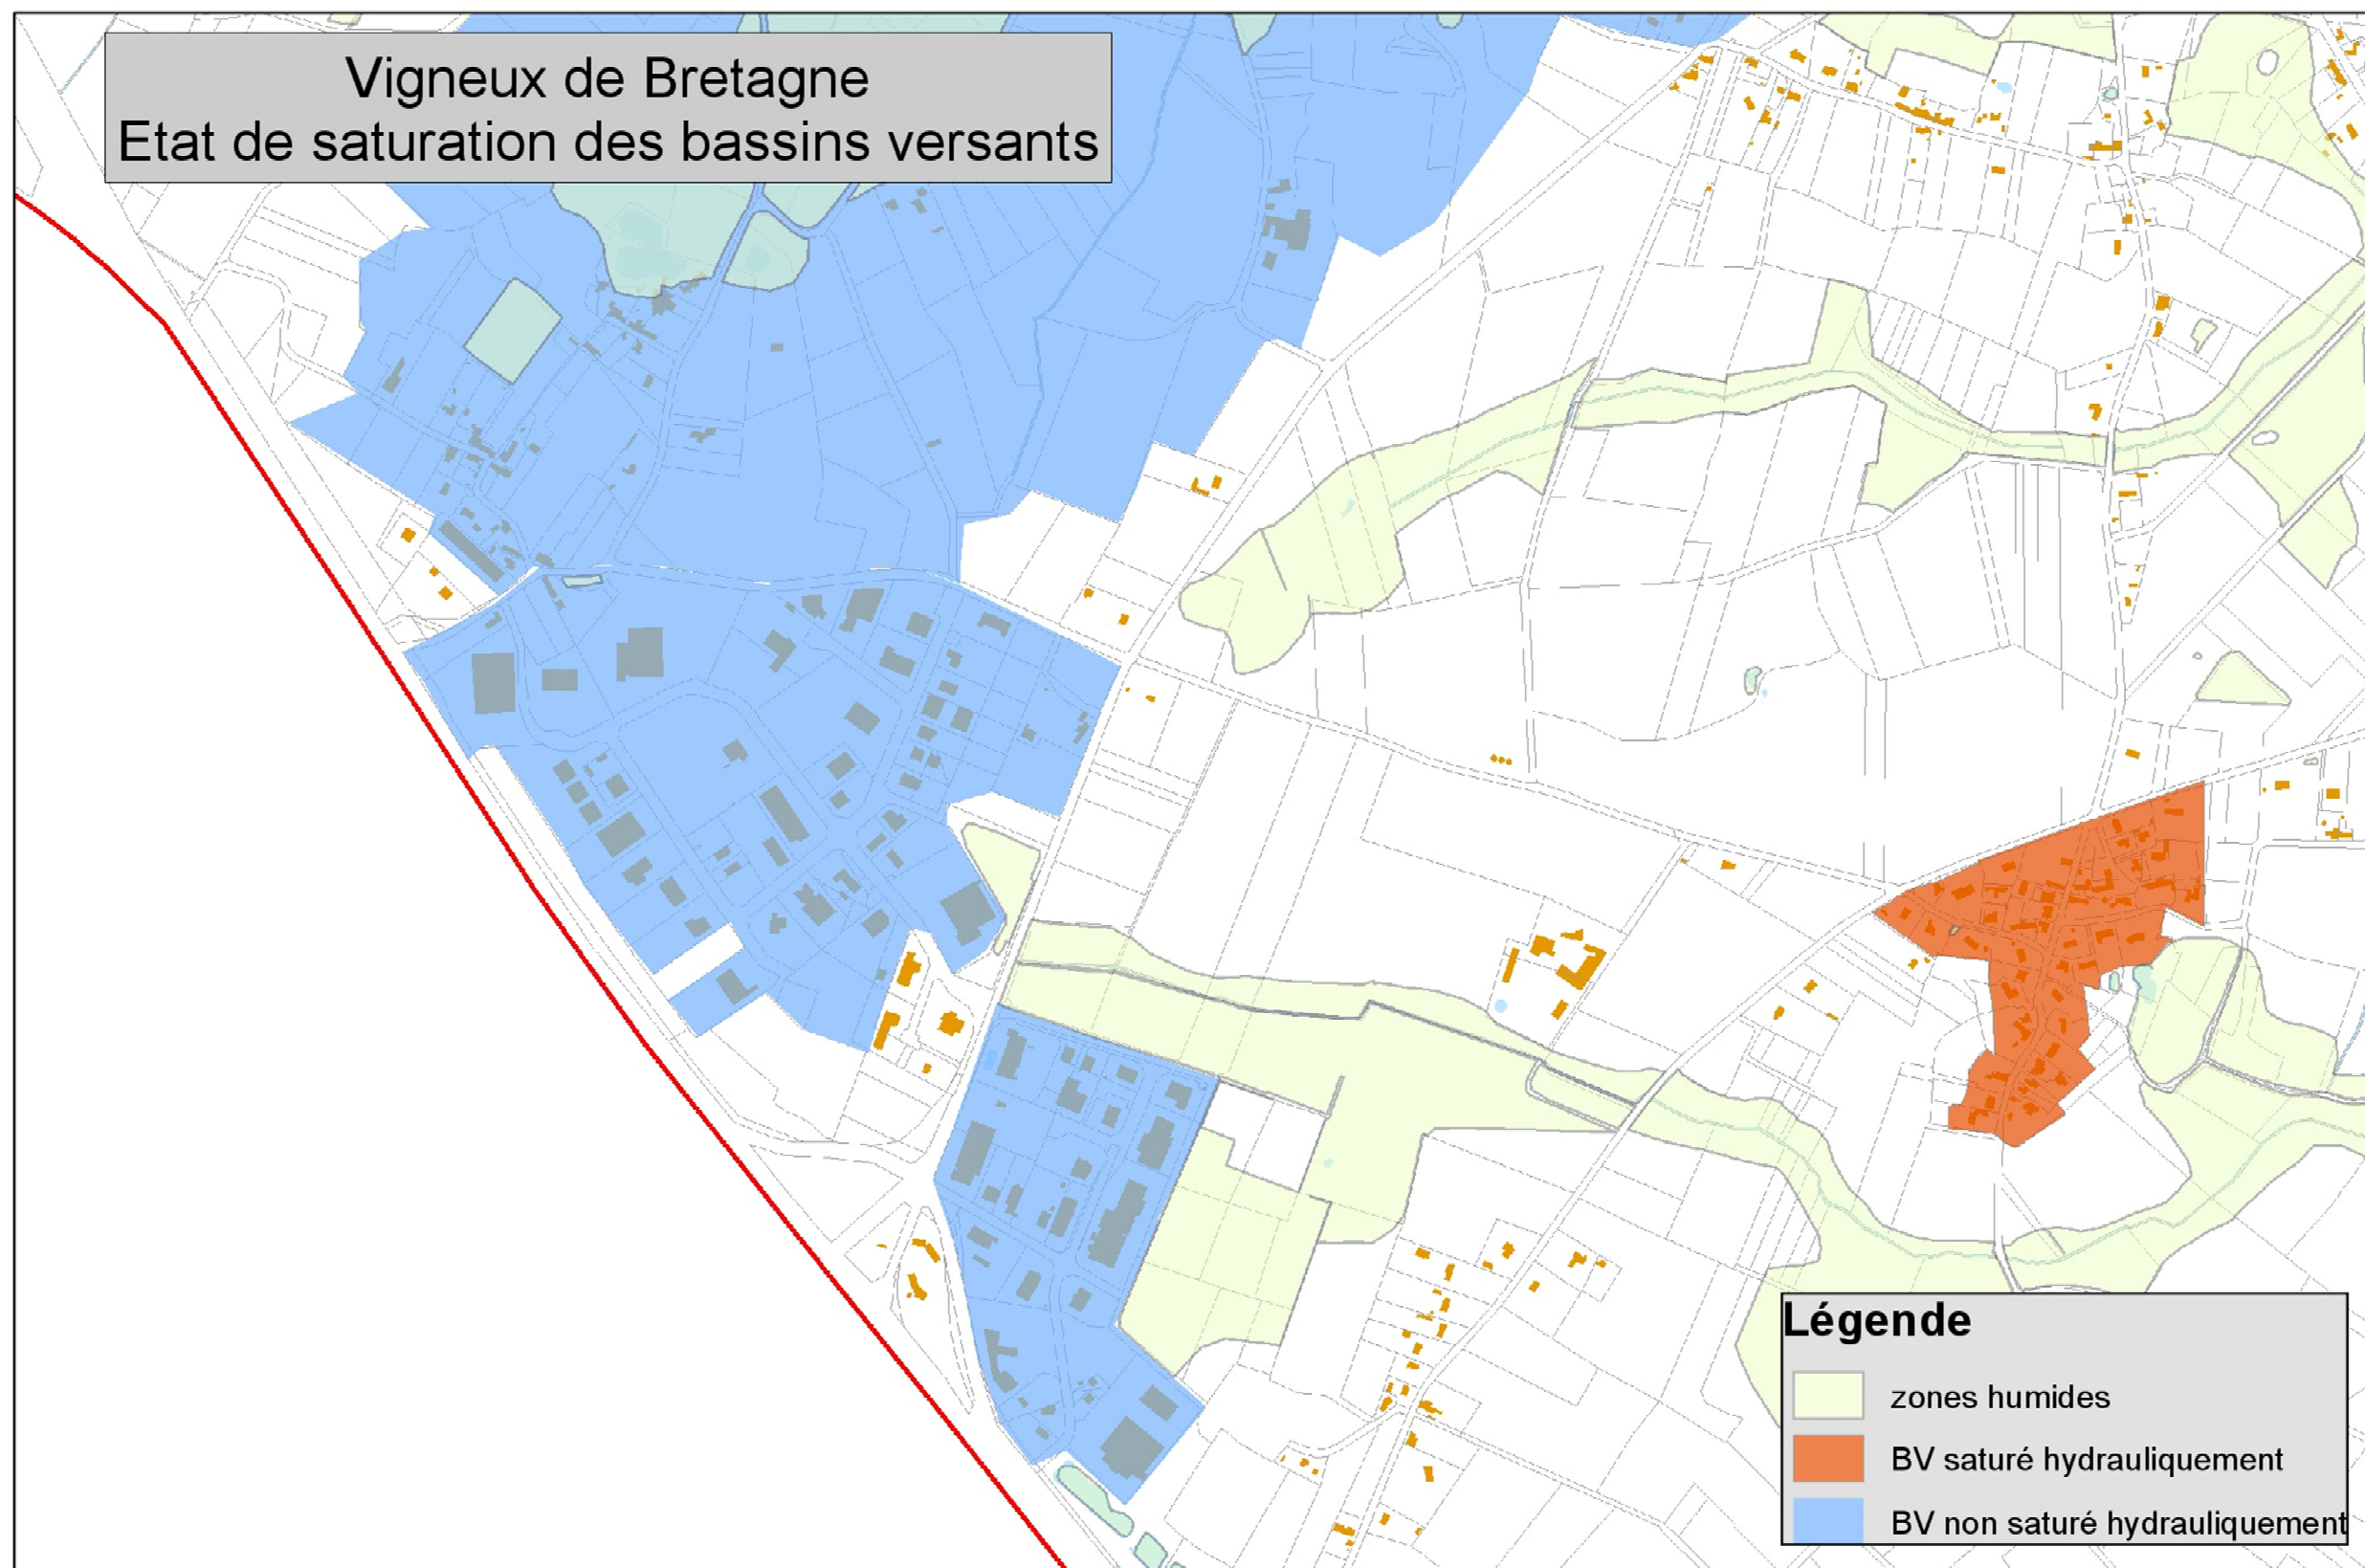 Vigneux de Bretagne
Etat de saturation des bassins versants
Légende
zones humides
BV saturé hydrauliquement
BV non saturé hydrauliquement